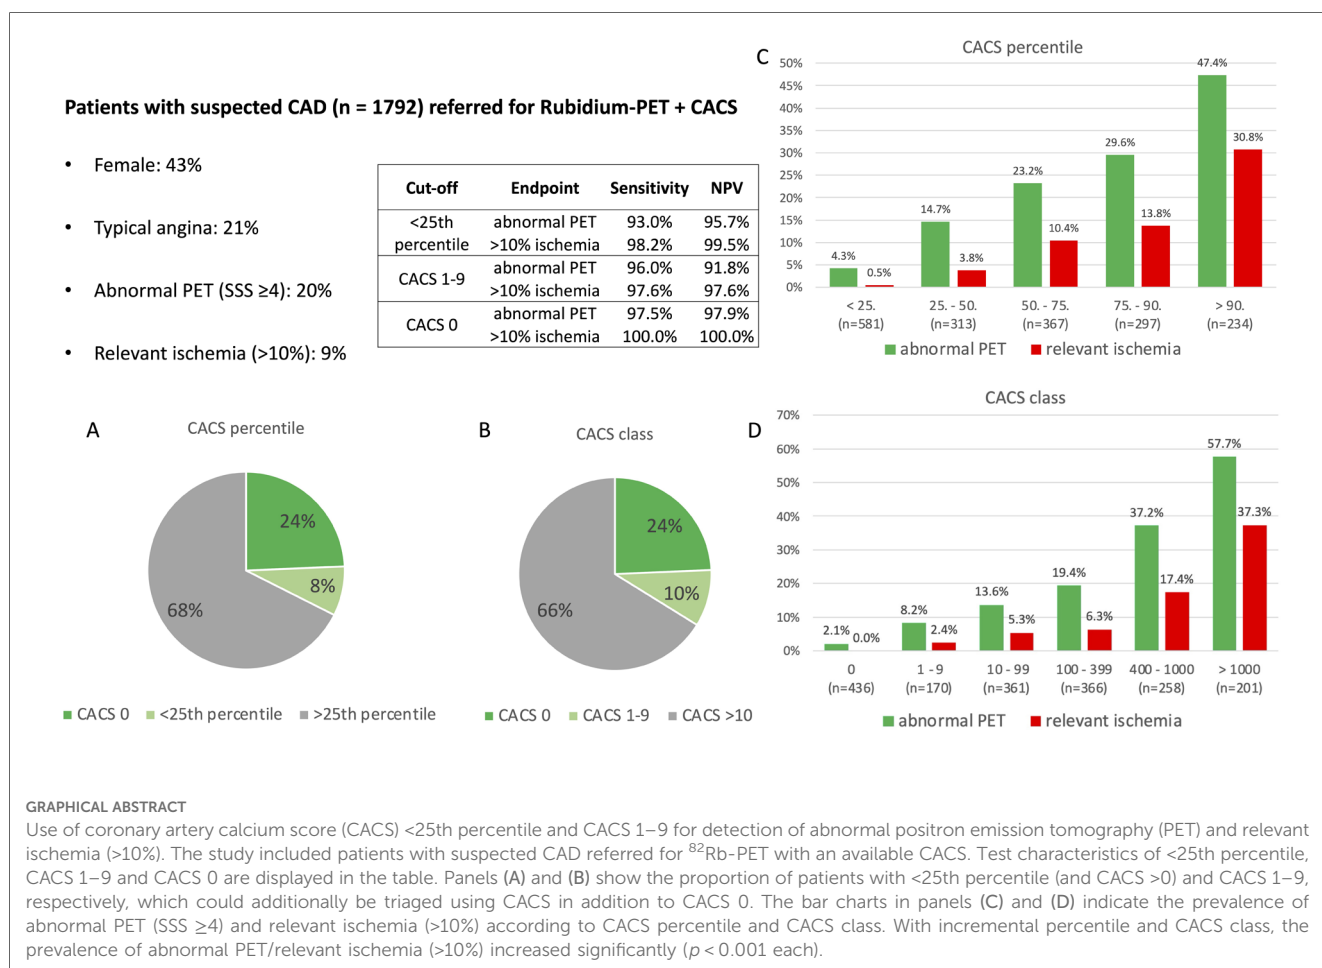 Patients with suspected CAD (n = 1792) referred for Rubidium-PET + CACS
• Female: 43%
• Typical angina: 21%
• Abnormal PET (SSS ≥4): 20%
• Relevant ischemia (>10%): 9%
Cut-off Endpoint Sensitivity NPV
<25th percentile abnormal PET 93.0% 95.7%
>10% ischemia 98.2% 99.5%
CACS 1-9 abnormal PET 96.0% 91.8%
>10% ischemia 97.6% 97.6%
CACS 0 abnormal PET 97.5% 97.9%
>10% ischemia 100.0% 100.0%
A
CACS percentile
24%
8%
68%
CACS 0 <25th percentile >25th percentile
B
CACS class
24%
10%
66%
CACS 0 CACS 1-9 CACS >10
C
CACS percentile
50%
45%
40%
35%
30%
25%
20%
15%
10%
5%
0%
4.3% 0.5% 14.7% 3.8% 23.2% 10.4% 29.6% 13.8% 47.4% 30.8%
< 25. 25. - 50. 50. - 75. 75. - 90. > 90.
(n=581) (n=313) (n=367) (n=297) (n=234)
abnormal PET relevant ischemia
D
CACS class
70%
60%
50%
40%
30%
20%
10%
0%
2.1% 0.0% 8.2% 2.4% 13.6% 5.3% 19.4% 6.3% 37.2% 17.4% 57.7% 37.3%
0 1 - 9 10 - 99 100 - 399 400 - 1000 > 1000
(n=436) (n=170) (n=361) (n=366) (n=258) (n=201)
abnormal PET relevant ischemia
GRAPHICAL ABSTRACT
Use of coronary artery calcium score (CACS) <25th percentile and CACS 1–9 for detection of abnormal positron emission tomography (PET) and relevant
ischemia (>10%). The study included patients with suspected CAD referred for ⁸²Rb-PET with an available CACS. Test characteristics of <25th percentile,
CACS 1–9 and CACS 0 are displayed in the table. Panels (A) and (B) show the proportion of patients with <25th percentile (and CACS >0) and CACS 1–9,
respectively, which could additionally be triaged using CACS in addition to CACS 0. The bar charts in panels (C) and (D) indicate the prevalence of
abnormal PET (SSS ≥4) and relevant ischemia (>10%) according to CACS percentile and CACS class. With incremental percentile and CACS class, the
prevalence of abnormal PET/relevant ischemia (>10%) increased significantly (p < 0.001 each).